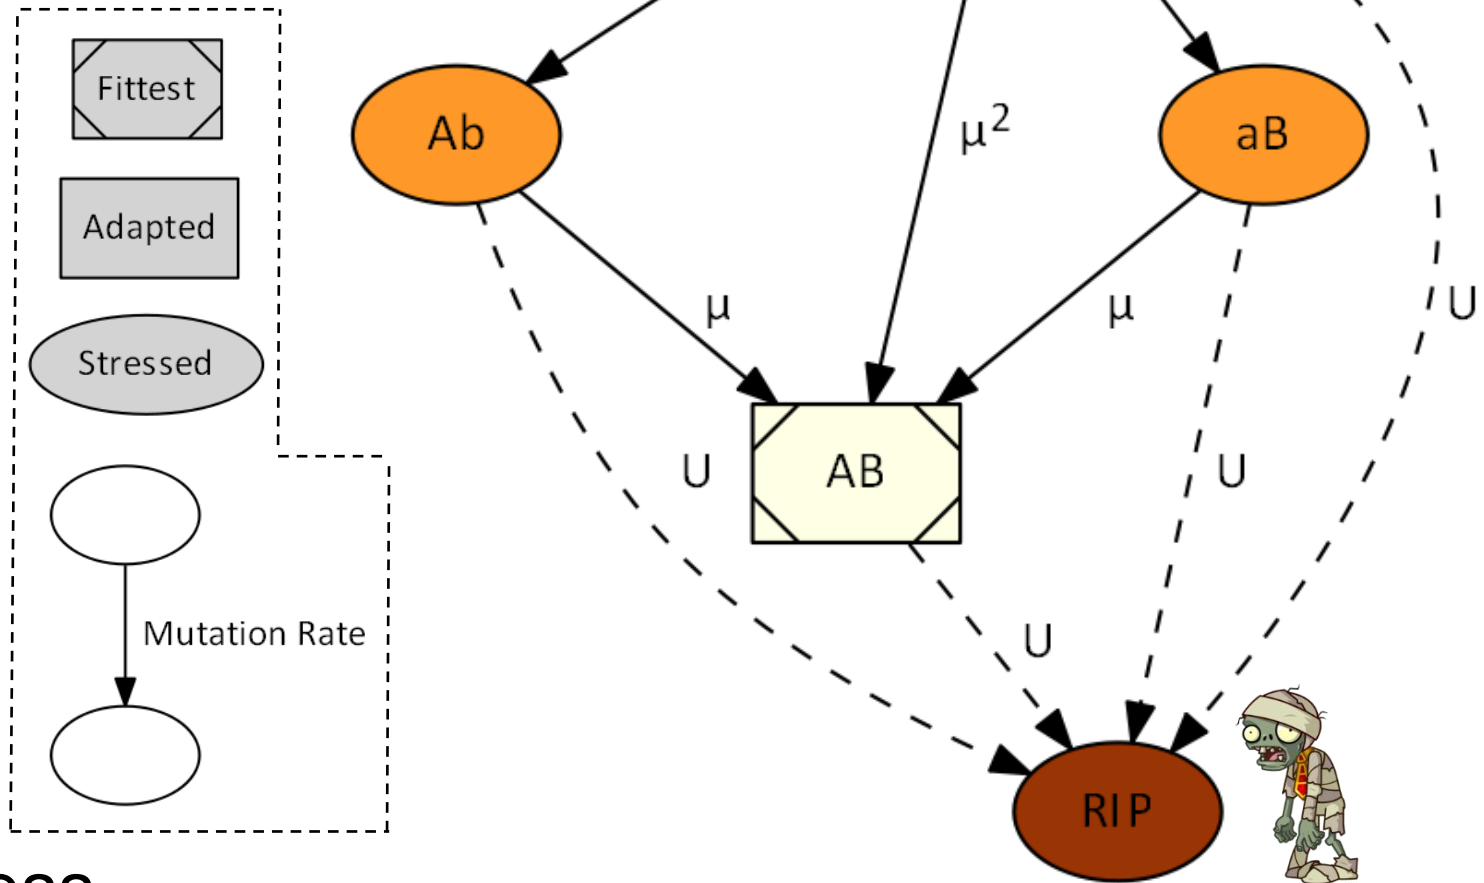 Fittest
Adapted
Stressed
Mutation Rate
Ab
μ²
aB
μ
μ
U
U
AB
U
U
RIP